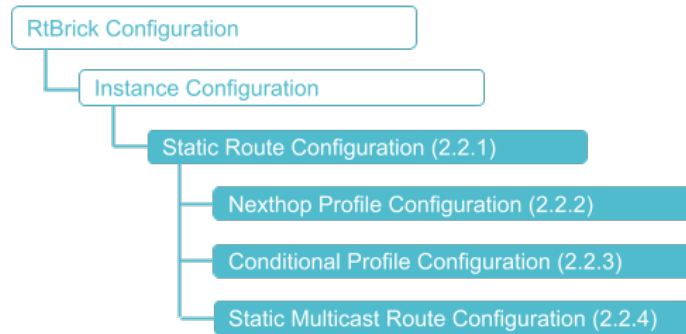 RtBrick Configuration
Instance Configuration
Static Route Configuration (2.2.1)
Nexthop Profile Configuration (2.2.2)
Conditional Profile Configuration (2.2.3)
Static Multicast Route Configuration (2.2.4)